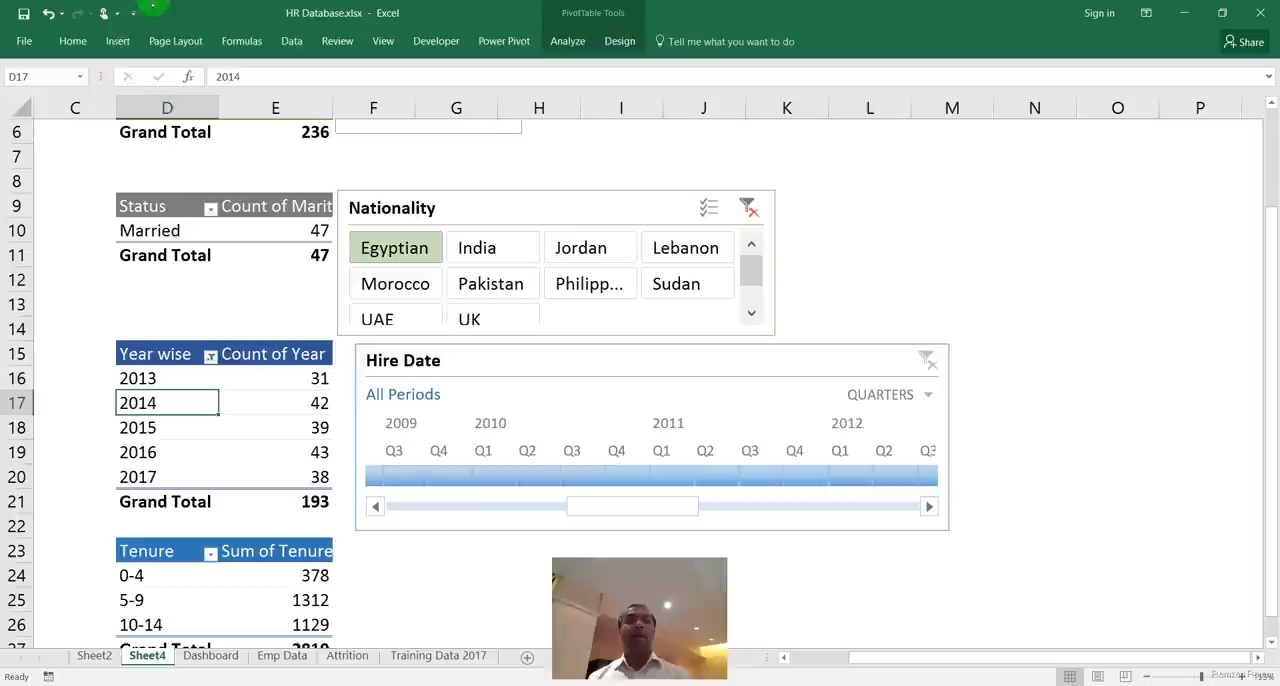 HR Database.xlsx - Excel
PivotTable Tools
Sign in
File Home Insert Page Layout Formulas Data Review View Developer Power Pivot Analyze Design Tell me what you want to do Share
D17 fx 2014
C D E F G H I J K L M N O P
6 Grand Total 236
7
8
9 Status Count of Marit
10 Married 47
11 Grand Total 47
12
13
14
Nationality
Egyptian India Jordan Lebanon
Morocco Pakistan Philipp... Sudan
UAE UK
15 Year wise Count of Year
16 2013 31
17 2014 42
18 2015 39
19 2016 43
20 2017 38
21 Grand Total 193
22
Hire Date
All Periods QUARTERS
2009 2010 2011 2012
Q3 Q4 Q1 Q2 Q3 Q4 Q1 Q2 Q3 Q4 Q1 Q2 Q3
23 Tenure Sum of Tenure
24 0-4 378
25 5-9 1312
26 10-14 1129
27 Grand Total 2819
Sheet2 Sheet4 Dashboard Emp Data Attrition Training Data 2017
Ready